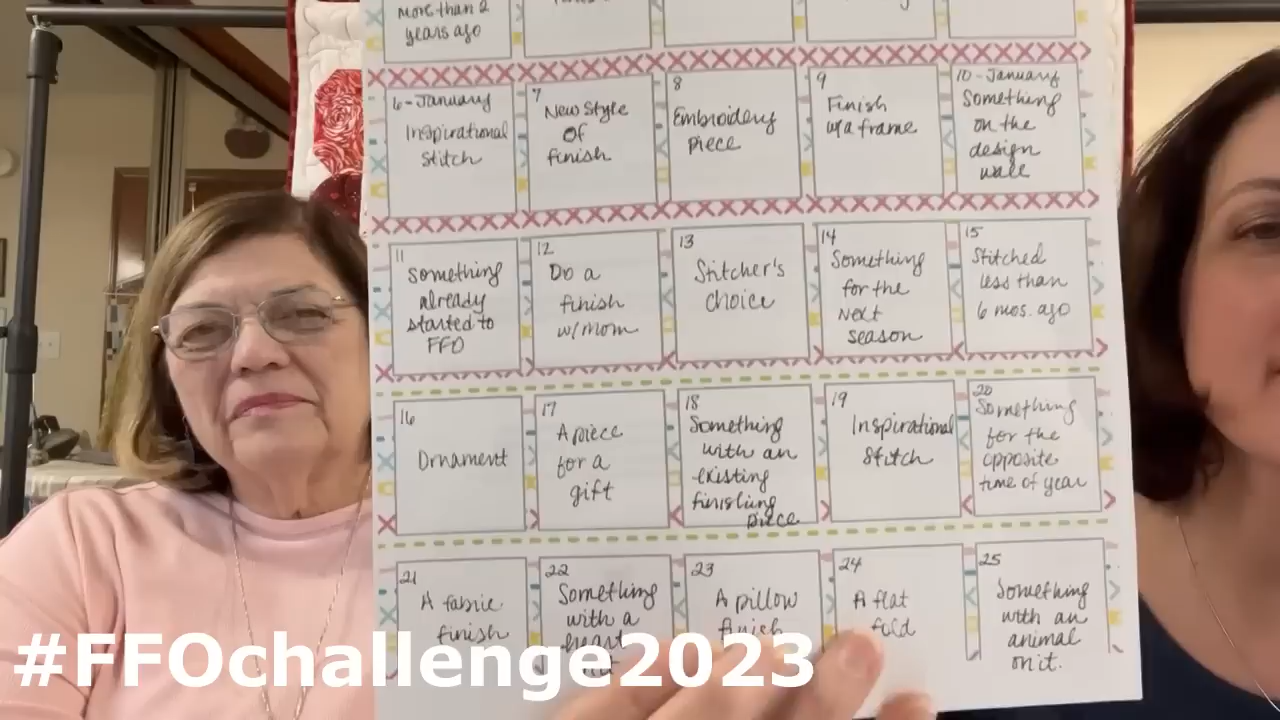 more than 2
years ago
6-January
Inspirational
Stitch
7
New Style
Of
finish
8
Embroidery
piece
9
Finish
w/a frame
10-January
Something
on the
design
wall
11
something
already
started to
FFO
12
Do a
finish
w/mom
13
Stitcher's
choice
14
Something
for the
next
season
15
Stitched
less than
6 mos. ago
16
Ornament
17
A piece
for a
gift
18
Something
with an
existing
finishing
piece
19
Inspirational
Stitch
20
Something
for the
opposite
time of year
21
A fabric
finish
22
Something
with a
heart
23
A pillow
finish
24
A flat
fold
25
Something
with an
animal
on it.
#FFOchallenge2023